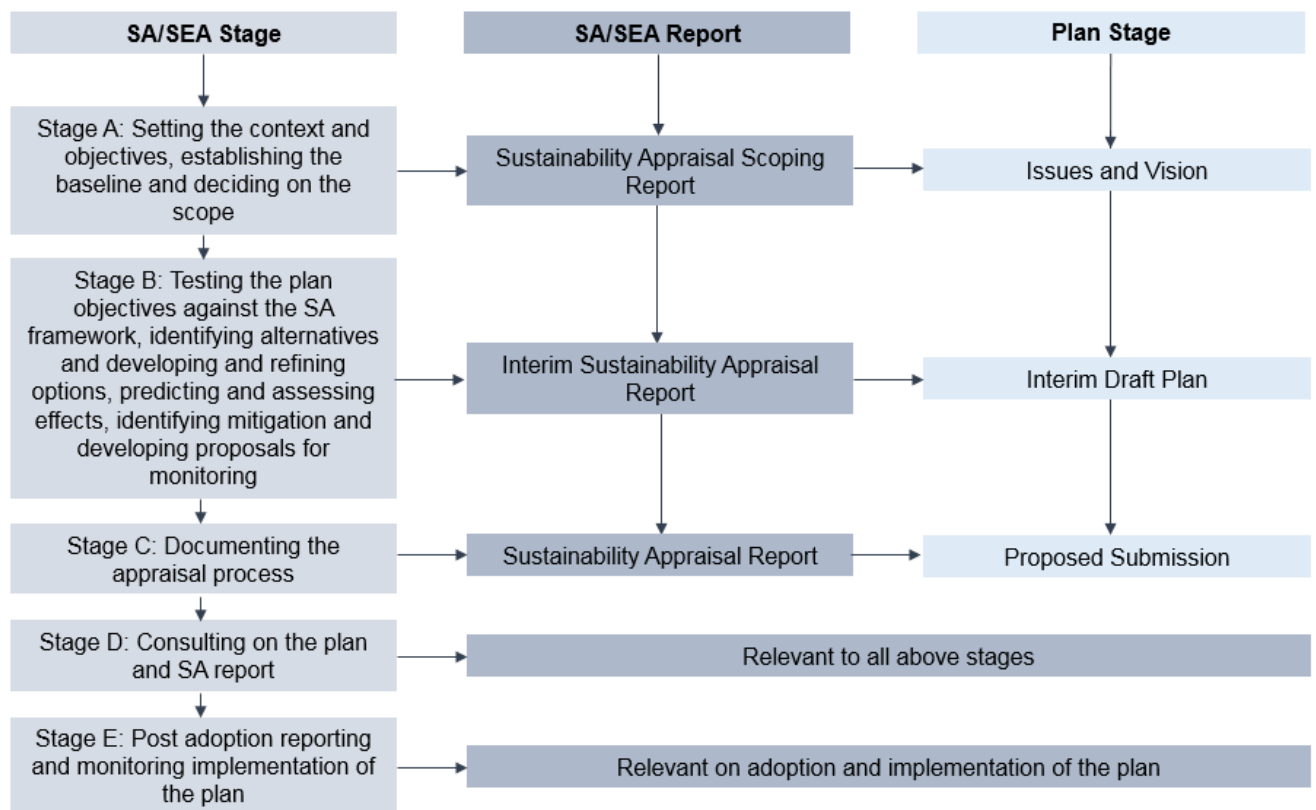 SA/SEA Stage
SA/SEA Report
Plan Stage
Stage A: Setting the context and
objectives, establishing the
baseline and deciding on the
scope
Sustainability Appraisal Scoping
Report
Issues and Vision
Stage B: Testing the plan
objectives against the SA
framework, identifying alternatives
and developing and refining
options, predicting and assessing
effects, identifying mitigation and
developing proposals for
monitoring
Interim Sustainability Appraisal
Report
Interim Draft Plan
Stage C: Documenting the
appraisal process
Sustainability Appraisal Report
Proposed Submission
Stage D: Consulting on the plan
and SA report
Relevant to all above stages
Stage E: Post adoption reporting
and monitoring implementation of
the plan
Relevant on adoption and implementation of the plan